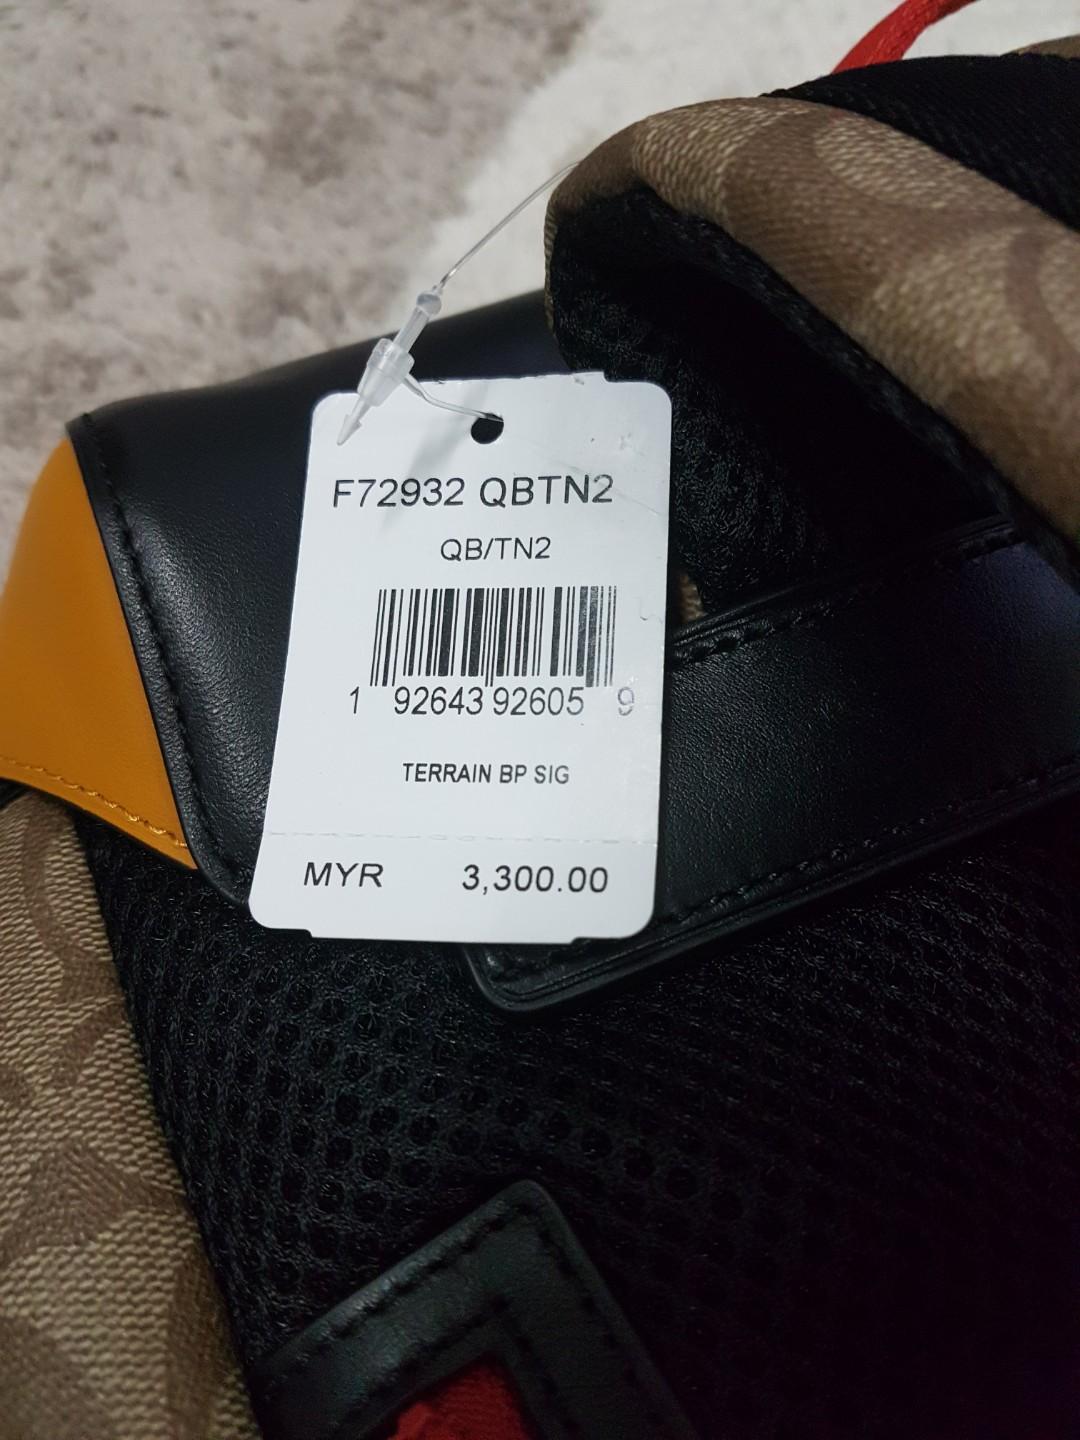 F72932 QBTN2
QB/TN2
1 92643 92605 9
TERRAIN BP SIG
MYR 3,300.00